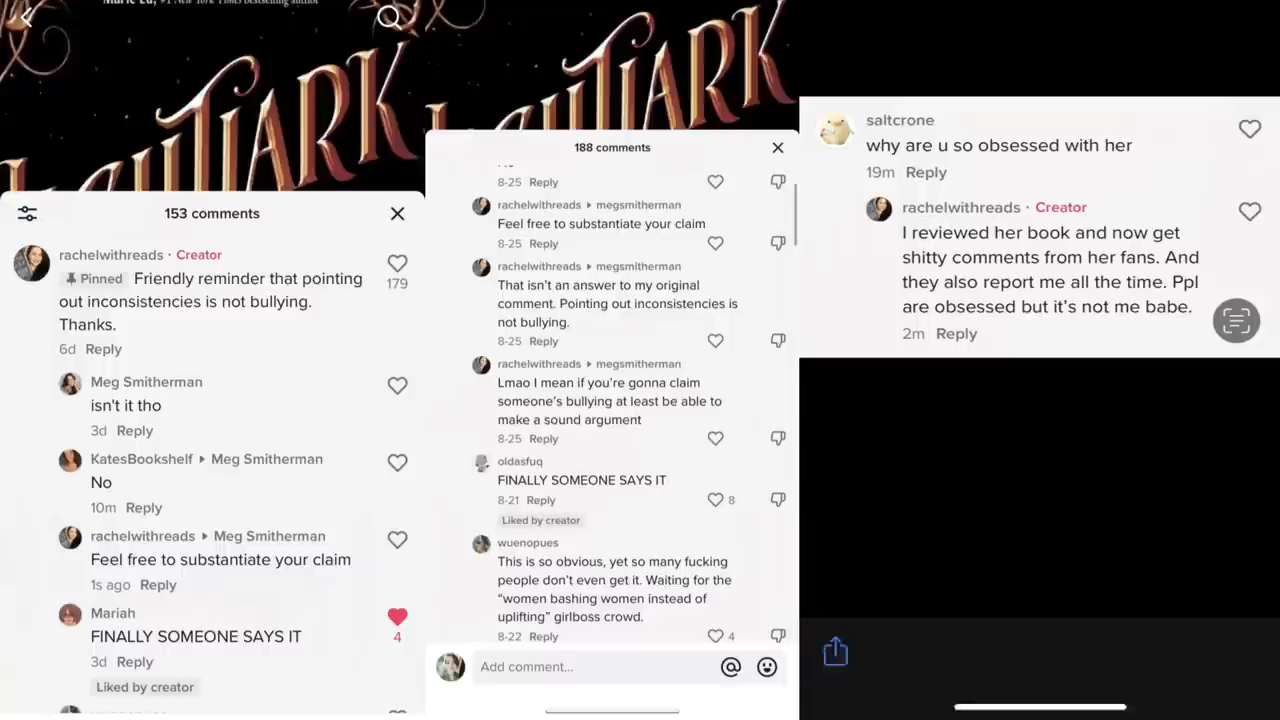 Marie Lu, #1 New York Times bestselling author
153 comments
rachelwithreads · Creator
Pinned Friendly reminder that pointing
out inconsistencies is not bullying.
Thanks.
179
6d Reply
Meg Smitherman
isn't it tho
3d Reply
KatesBookshelf ▸ Meg Smitherman
No
10m Reply
rachelwithreads ▸ Meg Smitherman
Feel free to substantiate your claim
1s ago Reply
Mariah
FINALLY SOMEONE SAYS IT
4
3d Reply
Liked by creator
188 comments
8-25 Reply
rachelwithreads ▸ megsmitherman
Feel free to substantiate your claim
8-25 Reply
rachelwithreads ▸ megsmitherman
That isn't an answer to my original
comment. Pointing out inconsistencies is
not bullying.
8-25 Reply
rachelwithreads ▸ megsmitherman
Lmao I mean if you're gonna claim
someone's bullying at least be able to
make a sound argument
8-25 Reply
oldasfuq
FINALLY SOMEONE SAYS IT
8-21 Reply 8
Liked by creator
wuenopues
This is so obvious, yet so many fucking
people don't even get it. Waiting for the
“women bashing women instead of
uplifting” girlboss crowd.
8-22 Reply 4
Add comment...
saltcrone
why are u so obsessed with her
19m Reply
rachelwithreads · Creator
I reviewed her book and now get
shitty comments from her fans. And
they also report me all the time. Ppl
are obsessed but it's not me babe.
2m Reply